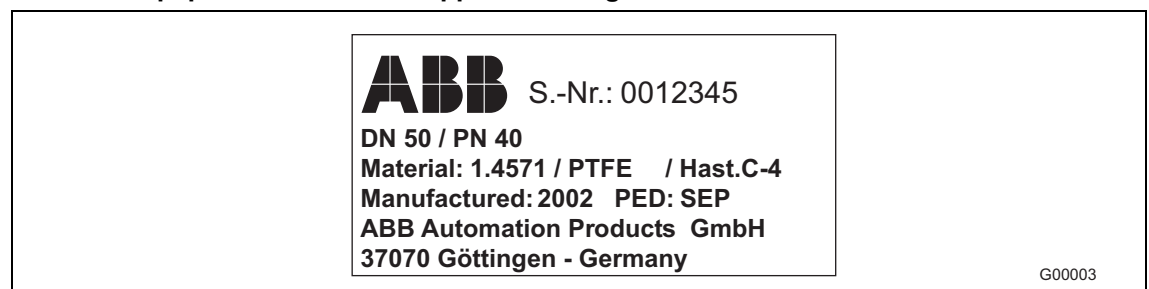 ABB S.-Nr.: 0012345
DN 50 / PN 40
Material: 1.4571 / PTFE / Hast.C-4
Manufactured: 2002 PED: SEP
ABB Automation Products GmbH
37070 Göttingen - Germany
G00003